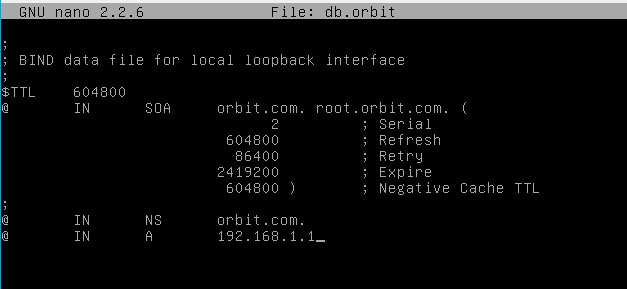 GNU nano 2.2.6 File: db.orbit
;
; BIND data file for local loopback interface
;
$TTL 604800
@ IN SOA orbit.com. root.orbit.com. (
2 ; Serial
604800 ; Refresh
86400 ; Retry
2419200 ; Expire
604800 ) ; Negative Cache TTL
;
@ IN NS orbit.com.
@ IN A 192.168.1.1_